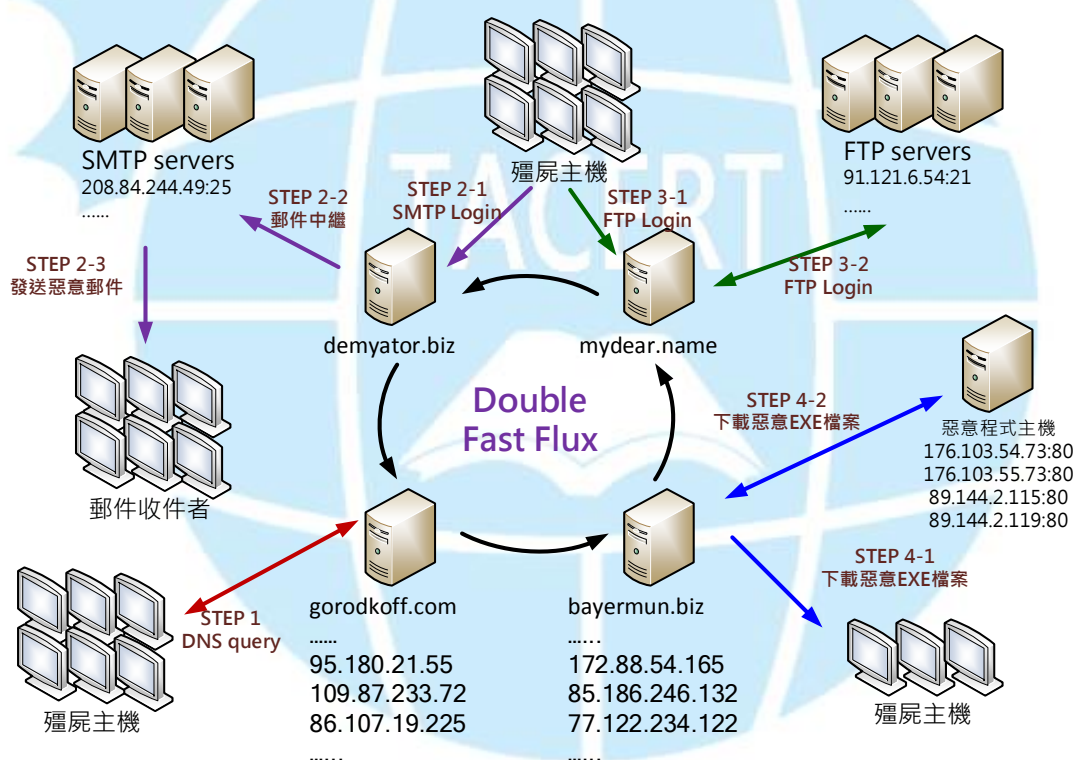 TACERT
SMTP servers
208.84.244.49:25
......
殭屍主機
FTP servers
91.121.6.54:21
......
STEP 2-2
郵件中繼
STEP 2-1
SMTP Login
STEP 3-1
FTP Login
STEP 2-3
發送惡意郵件
STEP 3-2
FTP Login
demyator.biz
mydear.name
Double
Fast Flux
STEP 4-2
下載惡意EXE檔案
惡意程式主機
176.103.54.73:80
176.103.55.73:80
89.144.2.115:80
89.144.2.119:80
郵件收件者
STEP 4-1
下載惡意EXE檔案
STEP 1
DNS query
gorodkoff.com
......
95.180.21.55
109.87.233.72
86.107.19.225
......
bayermun.biz
......
172.88.54.165
85.186.246.132
77.122.234.122
......
殭屍主機
殭屍主機